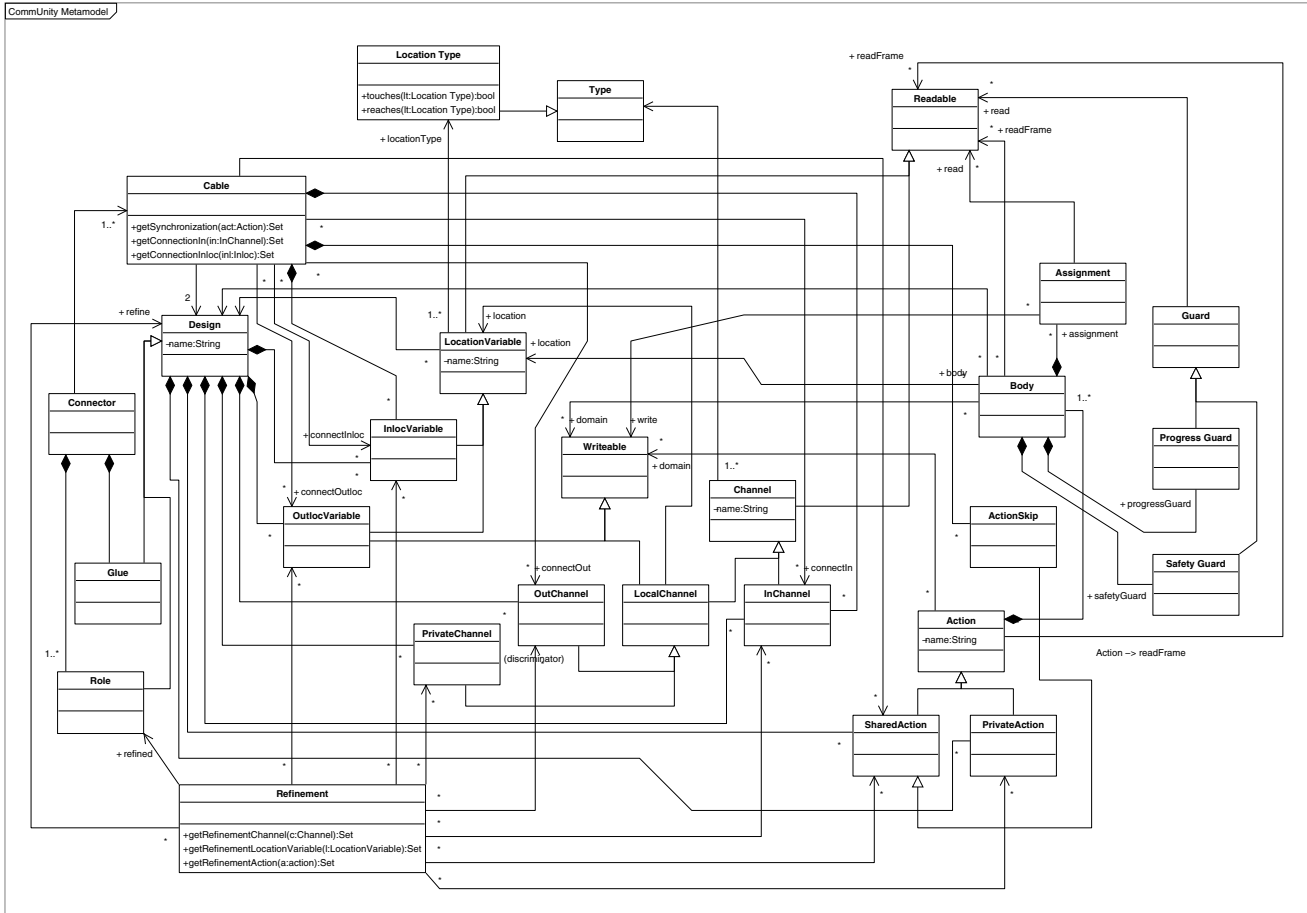 CommUnity Metamodel
Location Type
+touches(lt:Location Type):bool
+reaches(lt:Location Type):bool
Type
+ readFrame
*
Readable
*
+ read
* + readFrame
+ read *
+ locationType
Cable
+getSynchronization(act:Action):Set
+getConnectionIn(in:InChannel):Set
+getConnectionInloc(inl:Inloc):Set
1..*
*
*
*
*
2
+ refine
Design
-name:String
1..*
+ location
LocationVariable
-name:String
+ location
*
Assignment
*
*
+ assignment
Guard
* *
+ body
*
Body
1..*
*
Connector
*
InlocVariable
+ connectInloc
*
*
* + domain
+ write
Writeable
*
+ domain
1..*
Progress Guard
+ progressGuard
Channel
-name:String
* + connectOutloc
OutlocVariable
*
ActionSkip
*
Glue
Safety Guard
+ safetyGuard
* + connectOut
* + connectIn
OutChannel
*
LocalChannel
InChannel
*
*
*
*
*
Action
-name:String
Action -> readFrame
PrivateChannel
(discriminator)
*
*
*
*
1..*
Role
*
SharedAction
*
PrivateAction
*
+ refined
*
*
*
Refinement
+getRefinementChannel(c:Channel):Set
+getRefinementLocationVariable(l:LocationVariable):Set
+getRefinementAction(a:action):Set
*
*
*
*
*
*
*